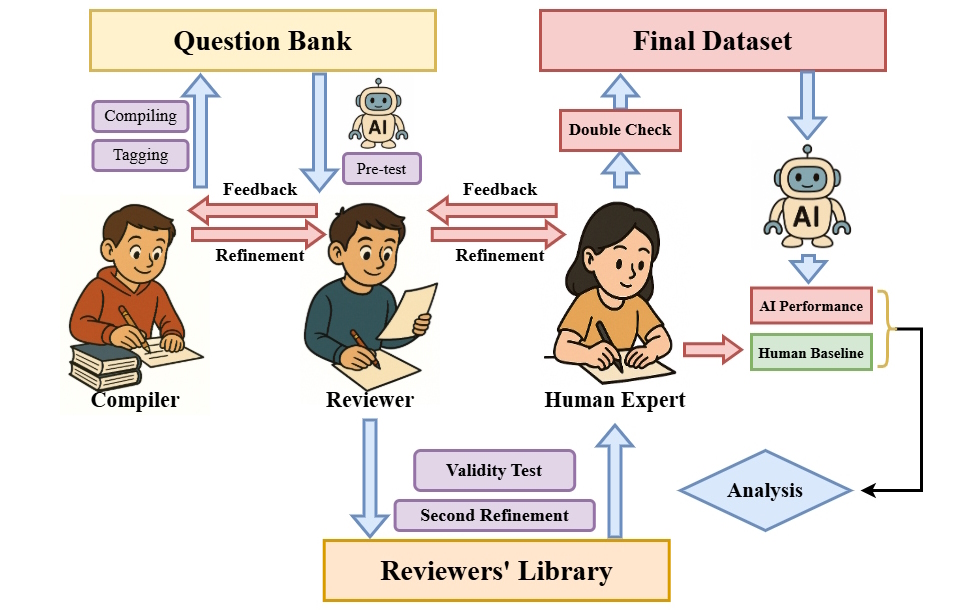 Question Bank
Final Dataset
Compiling
Tagging
AI
Pre-test
Double Check
AI
Feedback
Refinement
Feedback
Refinement
AI Performance
Human Baseline
Compiler
Reviewer
Human Expert
Validity Test
Second Refinement
Analysis
Reviewers' Library